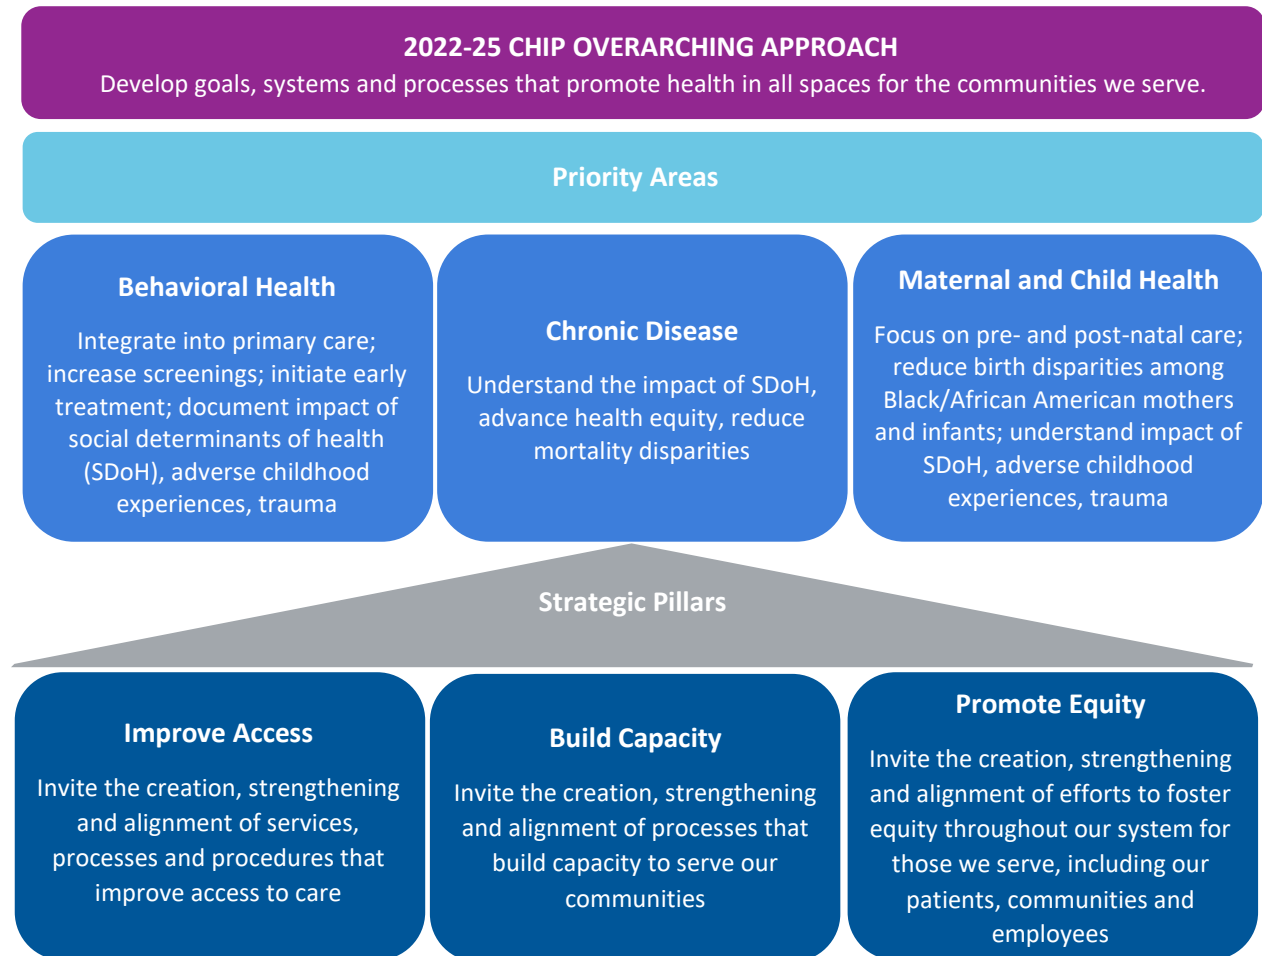 2022-25 CHIP OVERARCHING APPROACH
Develop goals, systems and processes that promote health in all spaces for the communities we serve.
Priority Areas
Behavioral Health
Integrate into primary care;
increase screenings; initiate early
treatment; document impact of
social determinants of health
(SDoH), adverse childhood
experiences, trauma
Chronic Disease
Understand the impact of SDoH,
advance health equity, reduce
mortality disparities
Maternal and Child Health
Focus on pre- and post-natal care;
reduce birth disparities among
Black/African American mothers
and infants; understand impact of
SDoH, adverse childhood
experiences, trauma
Strategic Pillars
Improve Access
Invite the creation, strengthening
and alignment of services,
processes and procedures that
improve access to care
Build Capacity
Invite the creation, strengthening
and alignment of processes that
build capacity to serve our
communities
Promote Equity
Invite the creation, strengthening
and alignment of efforts to foster
equity throughout our system for
those we serve, including our
patients, communities and
employees